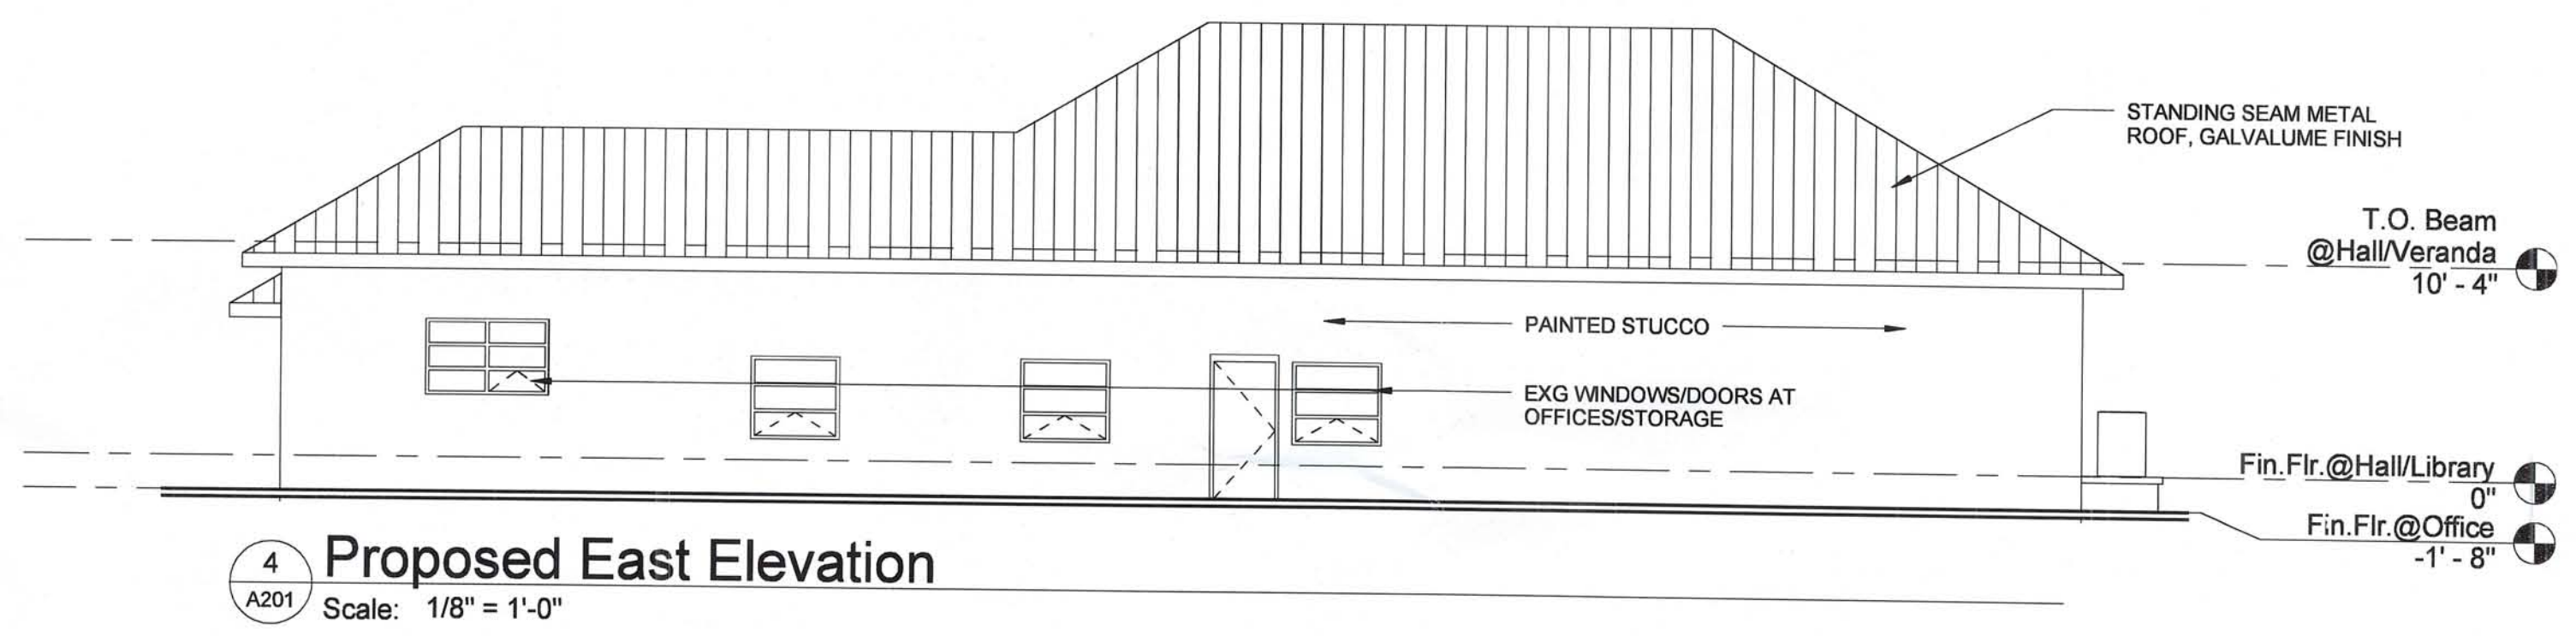 STANDING SEAM METAL
ROOF, GALVALUME FINISH
T.O. Beam
@Hall/Veranda
10' - 4"
PAINTED STUCCO
EXG WINDOWS/DOORS AT
OFFICES/STORAGE
Fin.Flr.@Hall/Library
0"
Fin.Flr.@Office
-1' - 8"
4
A201
Proposed East Elevation
Scale: 1/8" = 1'-0"